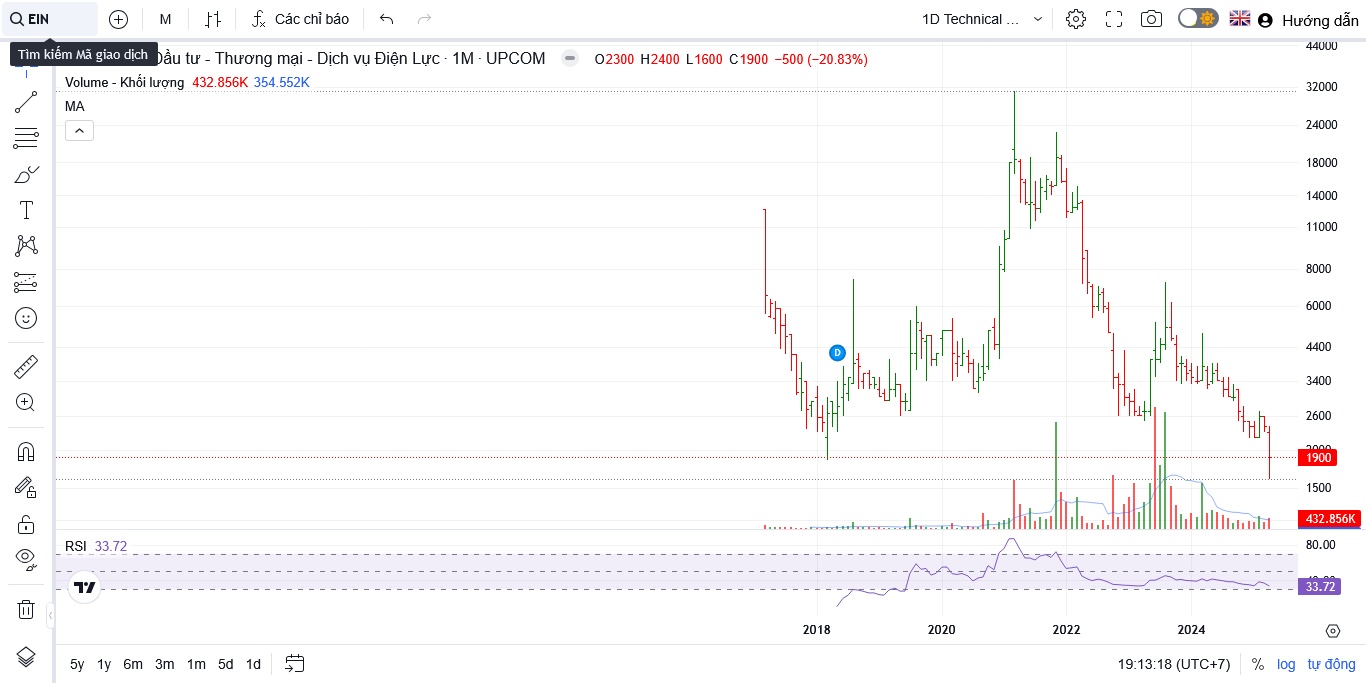 EIN
M
Các chỉ báo
1D Technical ...
Hướng dẫn
Tìm kiếm Mã giao dịch
Đầu tư - Thương mại - Dịch vụ Điện Lực · 1M · UPCOM
O2300 H2400 L1600 C1900 −500 (−20.83%)
Volume - Khối lượng 432.856K 354.552K
MA
44000
32000
24000
18000
14000
11000
8000
6000
4400
3400
2600
2000
1900
1500
432.856K
D
RSI 33.72
80.00
40.00
33.72
2018 2020 2022 2024
5y 1y 6m 3m 1m 5d 1d
19:13:18 (UTC+7) % log tự động